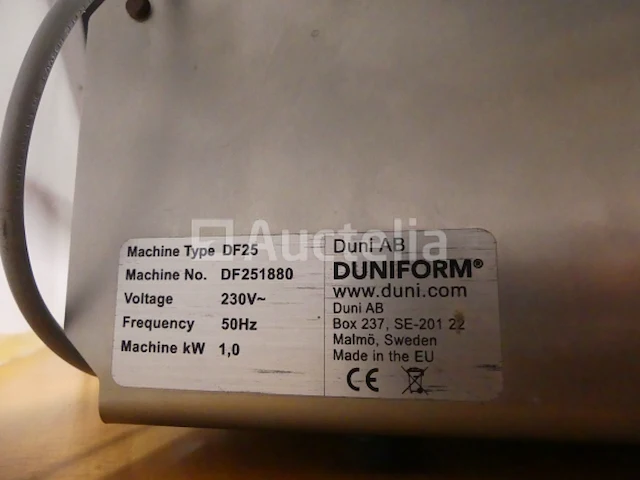 Auctelia
Machine Type DF25
Machine No. DF251880
Voltage 230V~
Frequency 50Hz
Machine kW 1,0
Duni AB
DUNIFORM®
www.duni.com
Duni AB
Box 237, SE-201 22
Malmö, Sweden
Made in the EU
CE